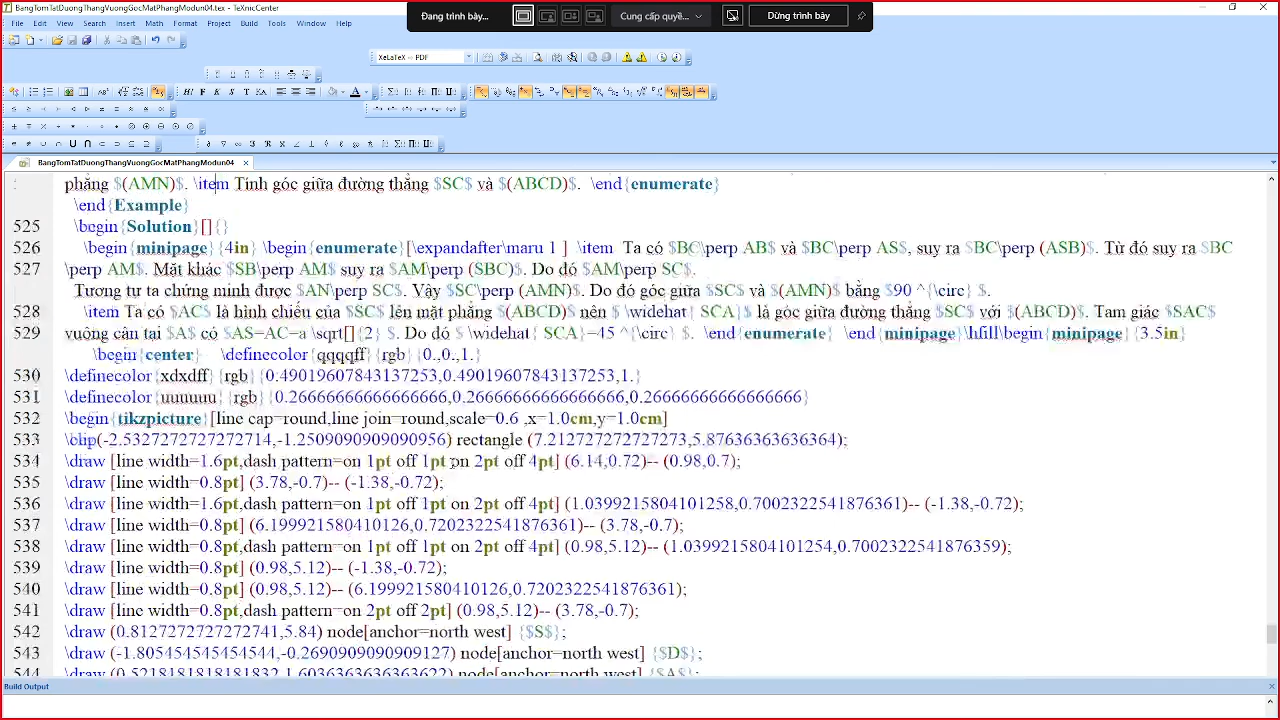 BangTomTatDuongThangVuongGocMatPhangModun04.tex - TeXnicCenter
Đang trình bày...
Cung cấp quyề...
Dừng trình bày
File Edit View Search Insert Math Format Project Build Tools Window Help
XeLaTeX ⇨ PDF
BangTomTatDuongThangVuongGocMatPhangModun04
phẳng $(AMN)$. \item Tính góc giữa đường thẳng $SC$ và $(ABCD)$. \end{enumerate}
\end{Example}
525 \begin{Solution}[]{}
526 \begin{minipage}{4in} \begin{enumerate}[\expandafter\maru 1 ] \item Ta có $BC\perp AB$ và $BC\perp AS$, suy ra $BC\perp (ASB)$. Từ đó suy ra $BC
527 \perp AM$. Mặt khác $SB\perp AM$ suy ra $AM\perp (SBC)$. Do đó $AM\perp SC$.
Tương tự ta chứng minh được $AN\perp SC$. Vậy $SC\perp (AMN)$. Do đó góc giữa $SC$ và $(AMN)$ bằng $90 ^{\circ} $.
528 \item Ta có $AC$ là hình chiếu của $SC$ lên mặt phẳng $(ABCD)$ nên $ \widehat{ SCA}$ là góc giữa đường thẳng $SC$ với $(ABCD)$. Tam giác $SAC$
529 vuông cân tại $A$ có $AS=AC=a \sqrt[]{2} $. Do đó $ \widehat{ SCA}=45 ^{\circ} $. \end{enumerate} \end{minipage}\hfill\begin{minipage}{3.5in}
\begin{center} \definecolor{qqqqff}{rgb}{0.,0.,1.}
530 \definecolor{xdxdff}{rgb}{0.49019607843137253,0.49019607843137253,1.}
531 \definecolor{uuuuuu}{rgb}{0.26666666666666666,0.26666666666666666,0.26666666666666666}
532 \begin{tikzpicture}[line cap=round,line join=round,scale=0.6 ,x=1.0cm,y=1.0cm]
533 \clip(-2.5327272727272714,-1.2509090909090956) rectangle (7.212727272727273,5.87636363636364);
534 \draw [line width=1.6pt,dash pattern=on 1pt off 1pt on 2pt off 4pt] (6.14,0.72)-- (0.98,0.7);
535 \draw [line width=0.8pt] (3.78,-0.7)-- (-1.38,-0.72);
536 \draw [line width=1.6pt,dash pattern=on 1pt off 1pt on 2pt off 4pt] (1.0399215804101258,0.7002322541876361)-- (-1.38,-0.72);
537 \draw [line width=0.8pt] (6.199921580410126,0.7202322541876361)-- (3.78,-0.7);
538 \draw [line width=0.8pt,dash pattern=on 1pt off 1pt on 2pt off 4pt] (0.98,5.12)-- (1.0399215804101254,0.7002322541876359);
539 \draw [line width=0.8pt] (0.98,5.12)-- (-1.38,-0.72);
540 \draw [line width=0.8pt] (0.98,5.12)-- (6.199921580410126,0.7202322541876361);
541 \draw [line width=0.8pt,dash pattern=on 2pt off 2pt] (0.98,5.12)-- (3.78,-0.7);
542 \draw (0.8127272727272741,5.84) node[anchor=north west] {$S$};
543 \draw (-1.805454545454544,-0.2690909090909127) node[anchor=north west] {$D$};
544 \draw (0.5218181818181832,1.603636363636622) node[anchor=north west] {$A$};
Build Output